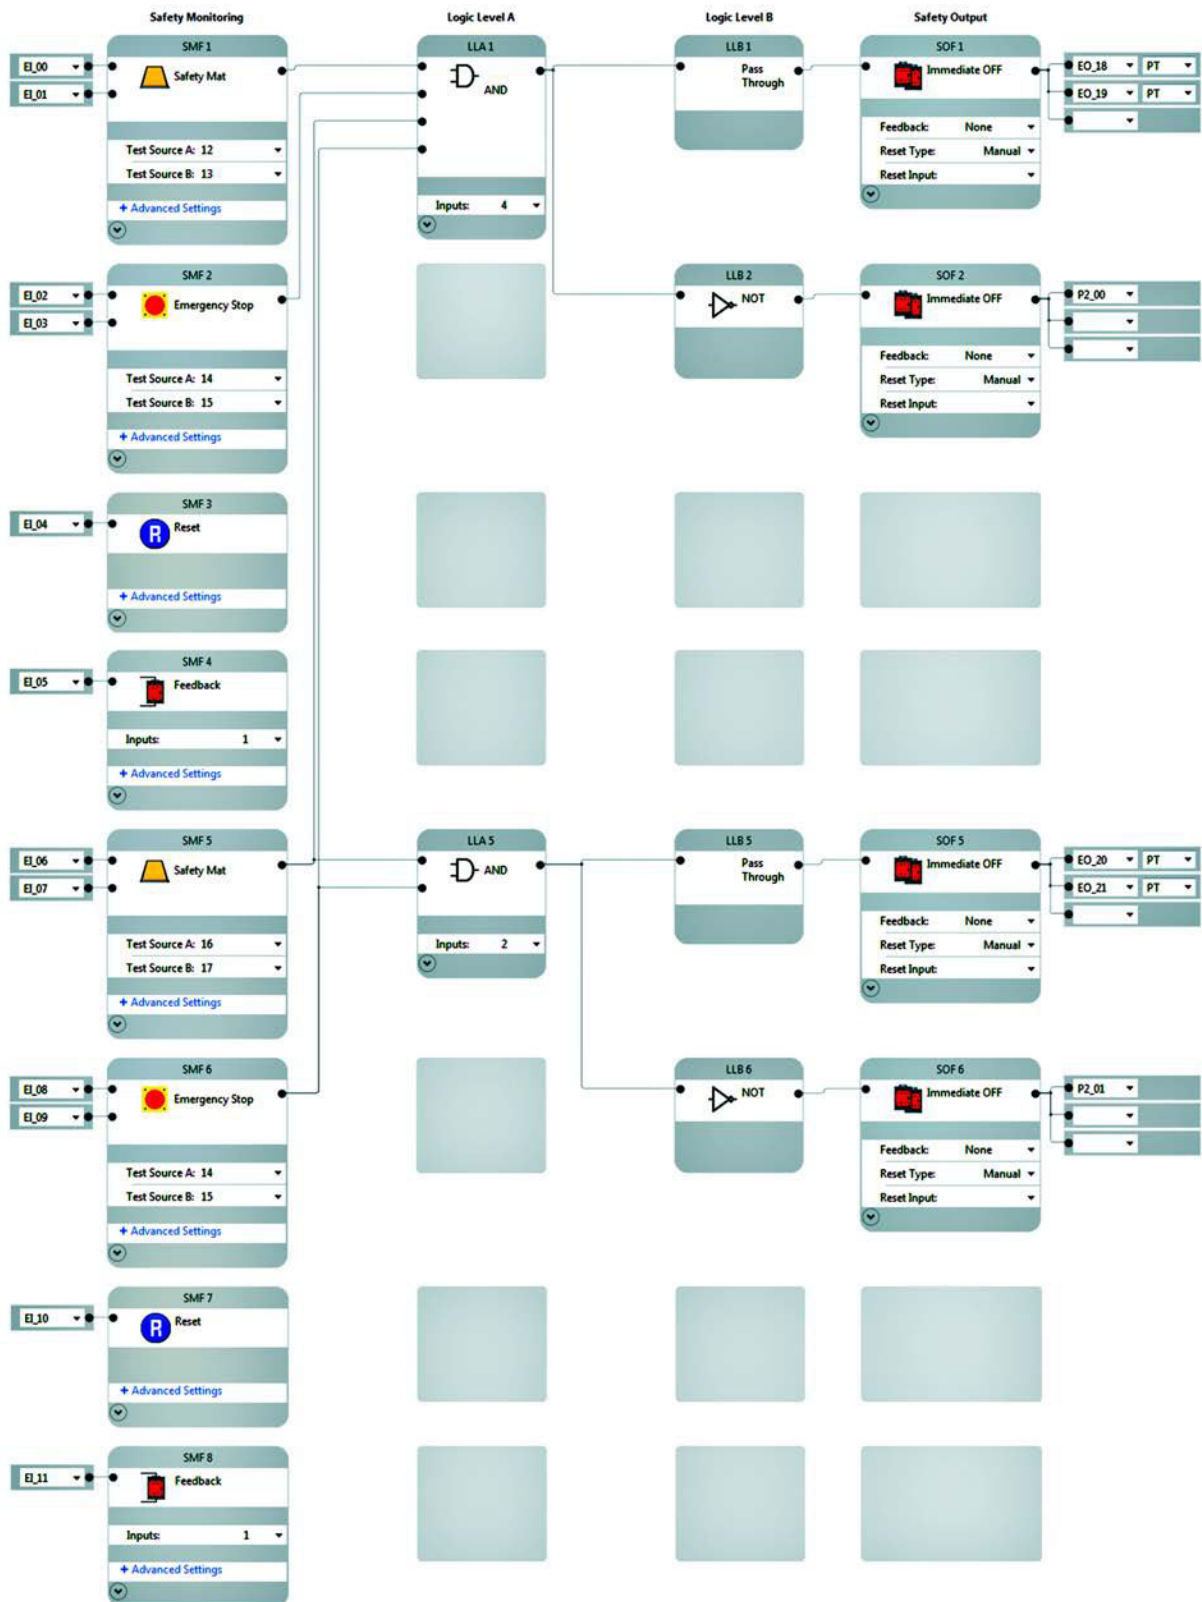 Safety Monitoring
Logic Level A
Logic Level B
Safety Output
SMF 1
EI_00
EI_01
Safety Mat
Test Source A: 12
Test Source B: 13
+ Advanced Settings
LLA 1
AND
Inputs: 4
LLB 1
Pass
Through
SOF 1
Immediate OFF
Feedback: None
Reset Type: Manual
Reset Input:
EO_18 PT
EO_19 PT
SMF 2
EI_02
EI_03
Emergency Stop
Test Source A: 14
Test Source B: 15
+ Advanced Settings
LLB 2
NOT
SOF 2
Immediate OFF
Feedback: None
Reset Type: Manual
Reset Input:
P2_00
SMF 3
EI_04
R
Reset
+ Advanced Settings
SMF 4
EI_05
Feedback
Inputs: 1
+ Advanced Settings
SMF 5
EI_06
EI_07
Safety Mat
Test Source A: 16
Test Source B: 17
+ Advanced Settings
LLA 5
AND
Inputs: 2
LLB 5
Pass
Through
SOF 5
Immediate OFF
Feedback: None
Reset Type: Manual
Reset Input:
EO_20 PT
EO_21 PT
SMF 6
EI_08
EI_09
Emergency Stop
Test Source A: 14
Test Source B: 15
+ Advanced Settings
LLB 6
NOT
SOF 6
Immediate OFF
Feedback: None
Reset Type: Manual
Reset Input:
P2_01
SMF 7
EI_10
R
Reset
+ Advanced Settings
SMF 8
EI_11
Feedback
Inputs: 1
+ Advanced Settings